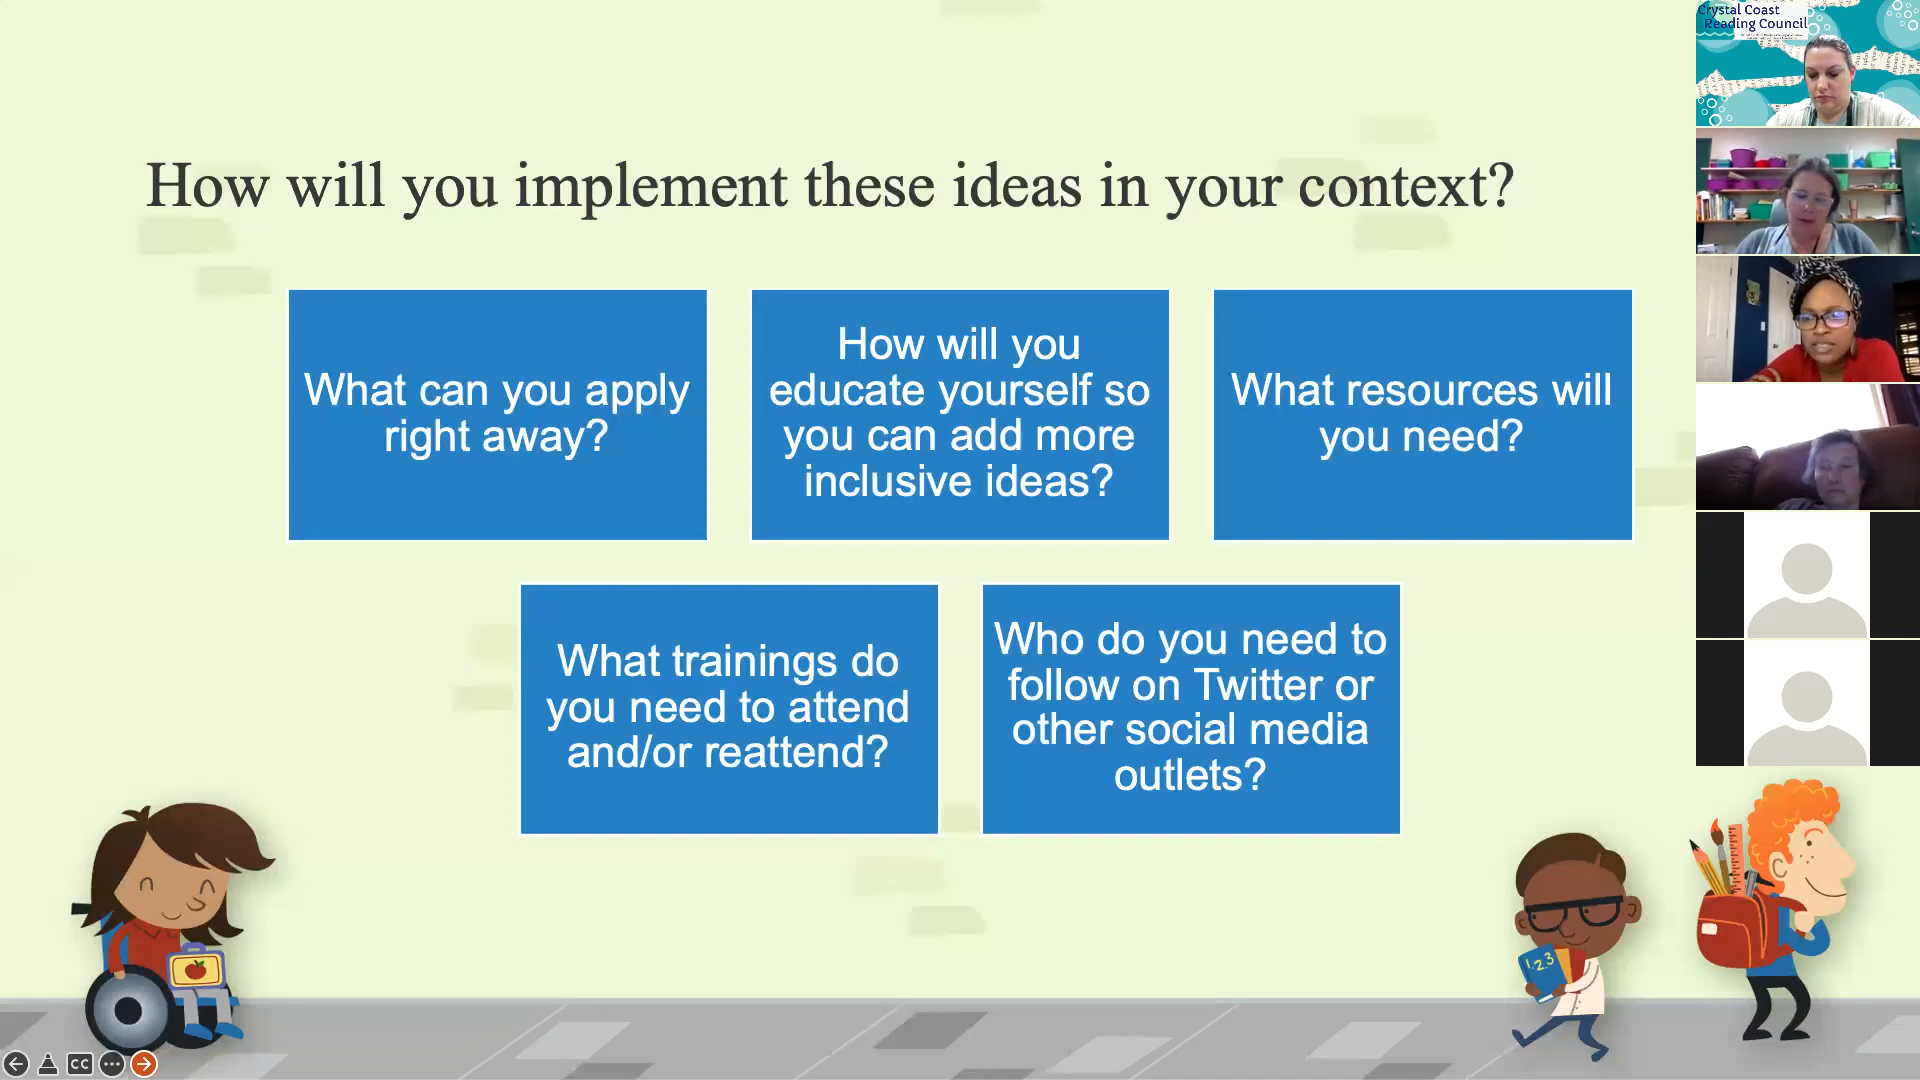 How will you implement these ideas in your context?
What can you apply
right away?
How will you
educate yourself so
you can add more
inclusive ideas?
What resources will
you need?
What trainings do
you need to attend
and/or reattend?
Who do you need to
follow on Twitter or
other social media
outlets?
Crystal Coast
Reading Council
1.2.3
CC